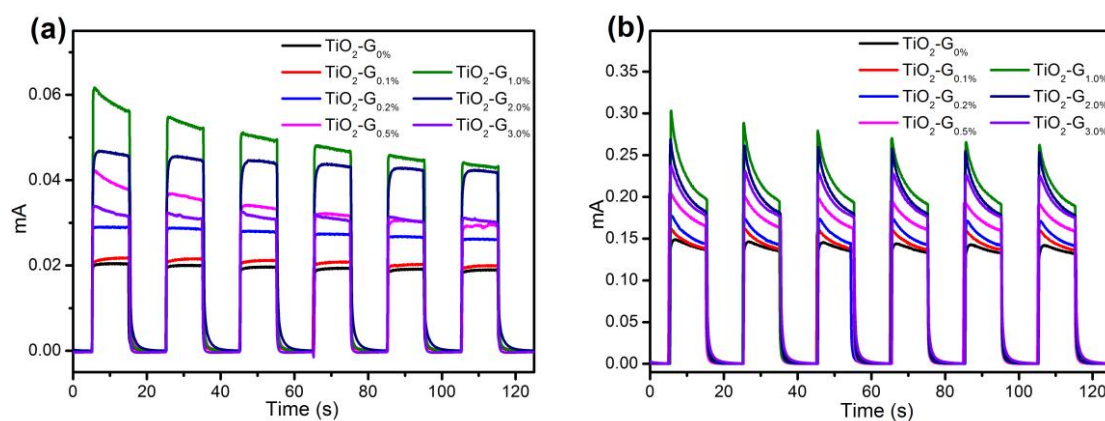 (a)
TiO2-G0%
TiO2-G0.1% TiO2-G1.0%
TiO2-G0.2% TiO2-G2.0%
TiO2-G0.5% TiO2-G3.0%
0.06
0.04
0.02
0.00
mA
0 20 40 60 80 100 120
Time (s)
(b)
TiO2-G0%
TiO2-G0.1% TiO2-G1.0%
TiO2-G0.2% TiO2-G2.0%
TiO2-G0.5% TiO2-G3.0%
0.35
0.30
0.25
0.20
0.15
0.10
0.05
0.00
mA
0 20 40 60 80 100 120
Time (s)